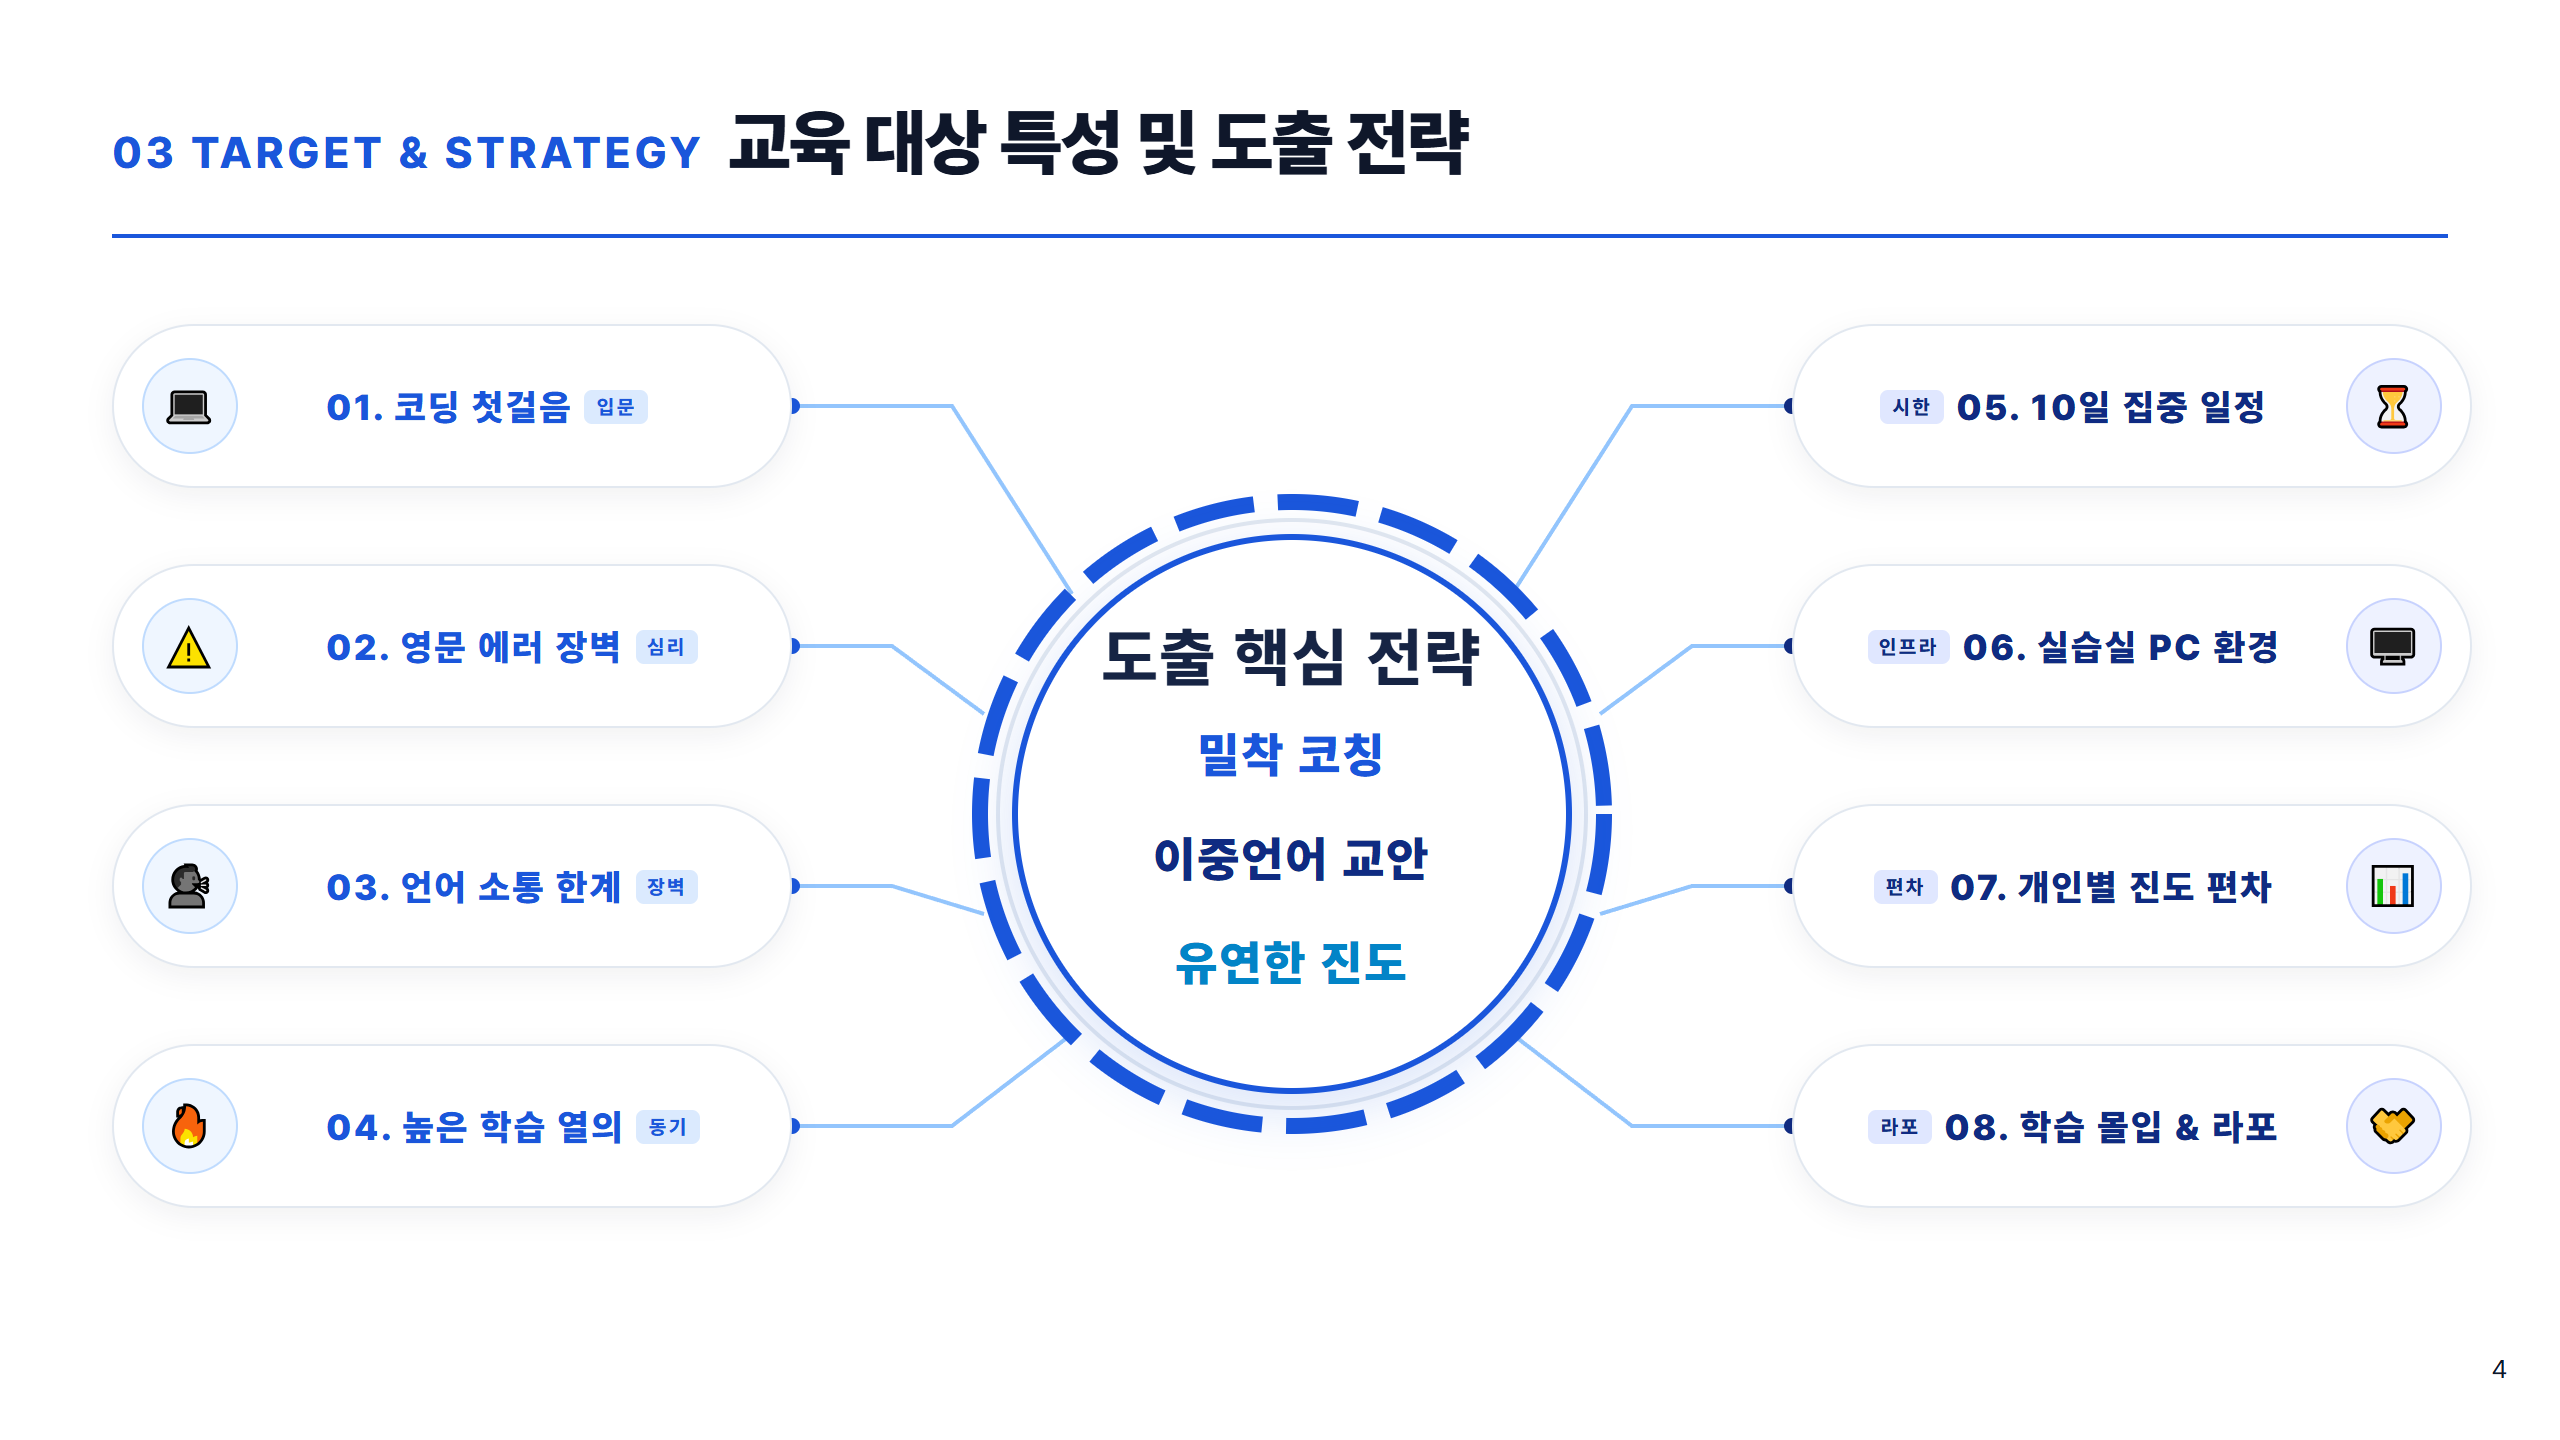 03 TARGET & STRATEGY 교육 대상 특성 및 도출 전략
01. 코딩 첫걸음 입문
02. 영문 에러 장벽 심리
03. 언어 소통 한계 장벽
04. 높은 학습 열의 동기
도출 핵심 전략
밀착 코칭
이중언어 교안
유연한 진도
시한 05. 10일 집중 일정
인프라 06. 실습실 PC 환경
편차 07. 개인별 진도 편차
라포 08. 학습 몰입 & 라포
4